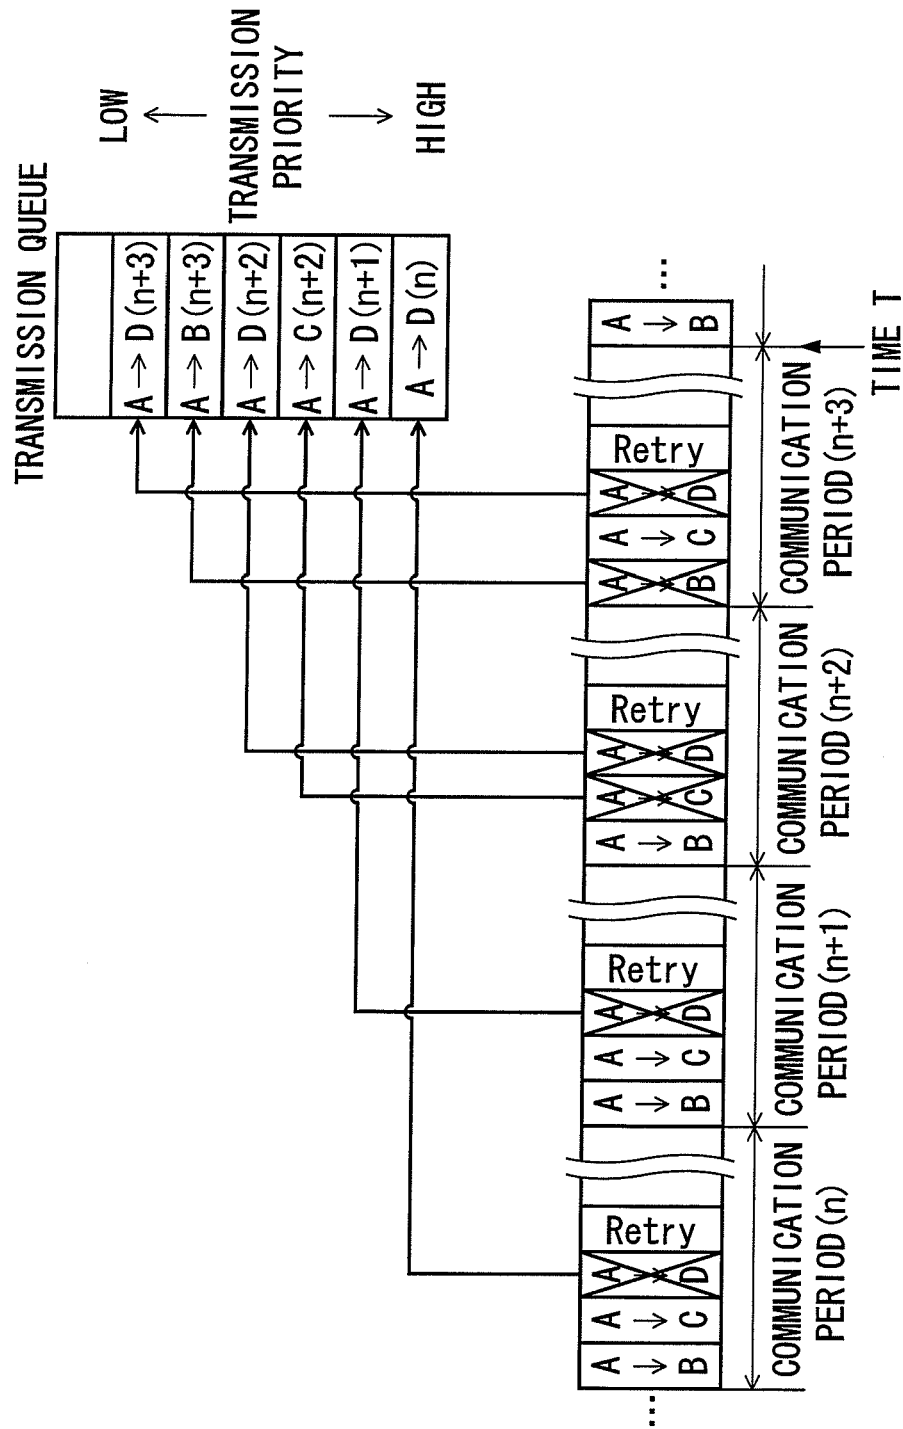 TRANSMISSION QUEUE
A→D(n+3)
A→B(n+3)
A→D(n+2)
A→C(n+2)
A→D(n+1)
A→D(n)
LOW
TRANSMISSION
PRIORITY
HIGH
...
A→B
A→C
A→D
Retry
A→B
A→C
A→D
Retry
A→B
A→C
A→D
Retry
A→B
A→C
A→D
Retry
A→B
...
COMMUNICATION
PERIOD(n)
COMMUNICATION
PERIOD(n+1)
COMMUNICATION
PERIOD(n+2)
COMMUNICATION
PERIOD(n+3)
TIME T